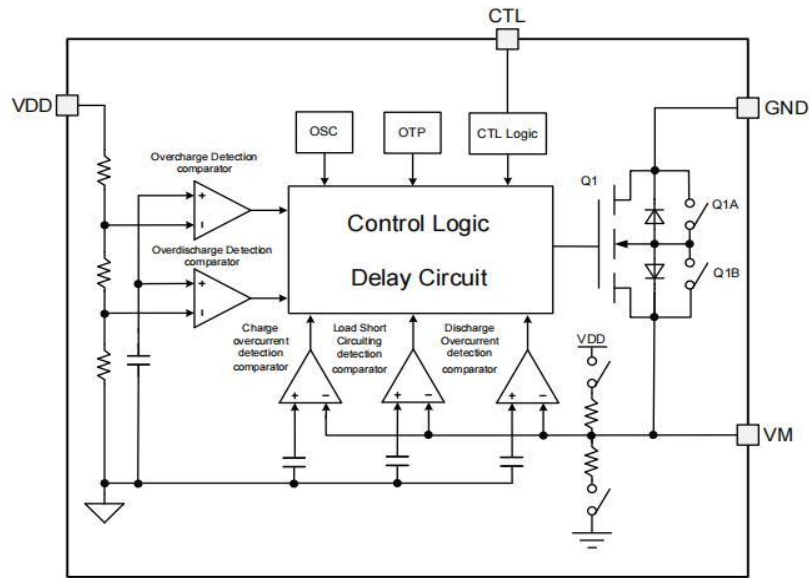 CTL
VDD
GND
OSC
OTP
CTL Logic
Overcharge Detection
comparator
+
-
Q1
Q1A
Control Logic
Delay Circuit
Overdischarge Detection
comparator
+
-
Q1B
Charge
overcurrent
detection
comparator
Load Short
Circuiting
detection
comparator
Discharge
Overcurrent
detection
comparator
VDD
+ -
+ -
+ -
VM